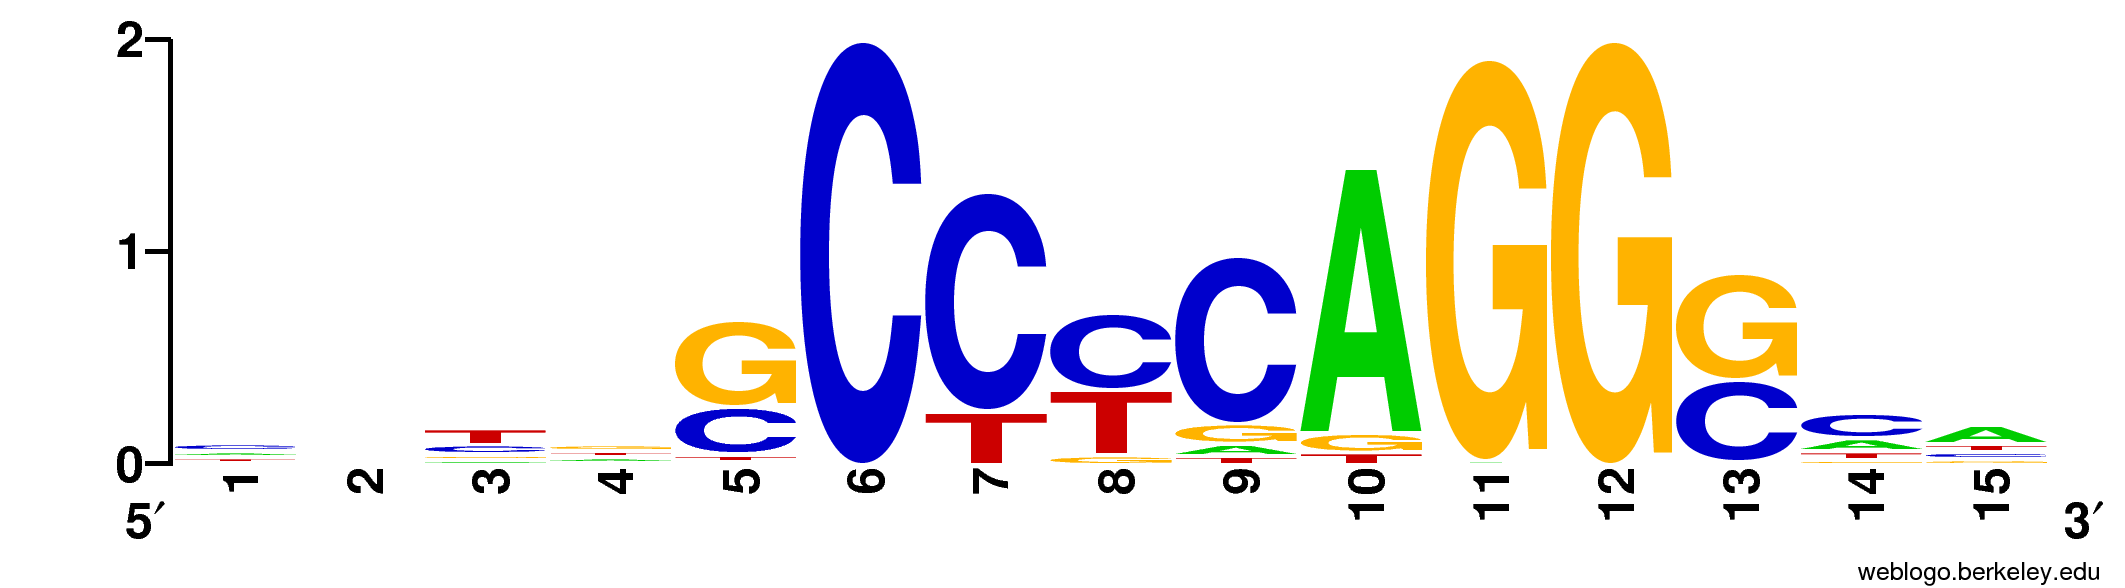 2
1
0
G C C C C A G G G C A
T C G C T T G G C A T
C A T T G A T C T
1 2 3 4 5 6 7 8 9 10 11 12 13 14 15
5′ 3′
weblogo.berkeley.edu